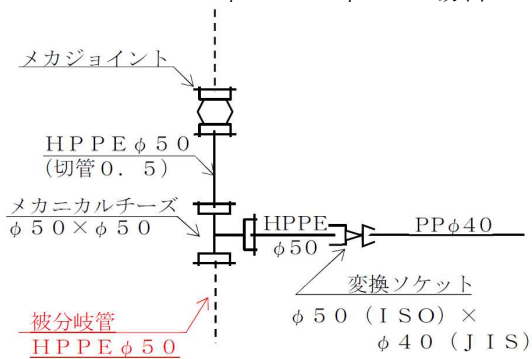 メカジョイント
HPPEφ50
(切管0.5)
メカニカルチーズ
φ50×φ50
HPPE
φ50
PPφ40
変換ソケット
φ50(ISO)×
φ40(JIS)
被分岐管
HPPEφ50